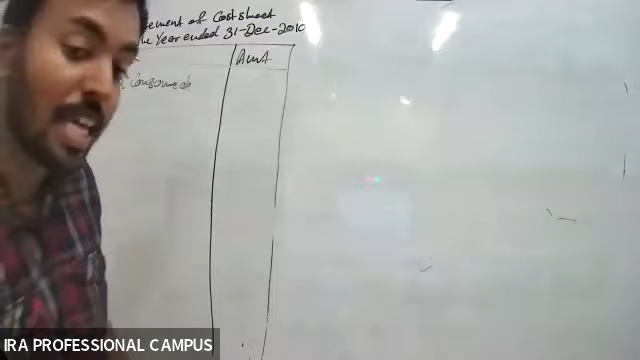 ement of Cost sheet
Year ended 31-Dec-2010
Amt
Consumed
IRA PROFESSIONAL CAMPUS